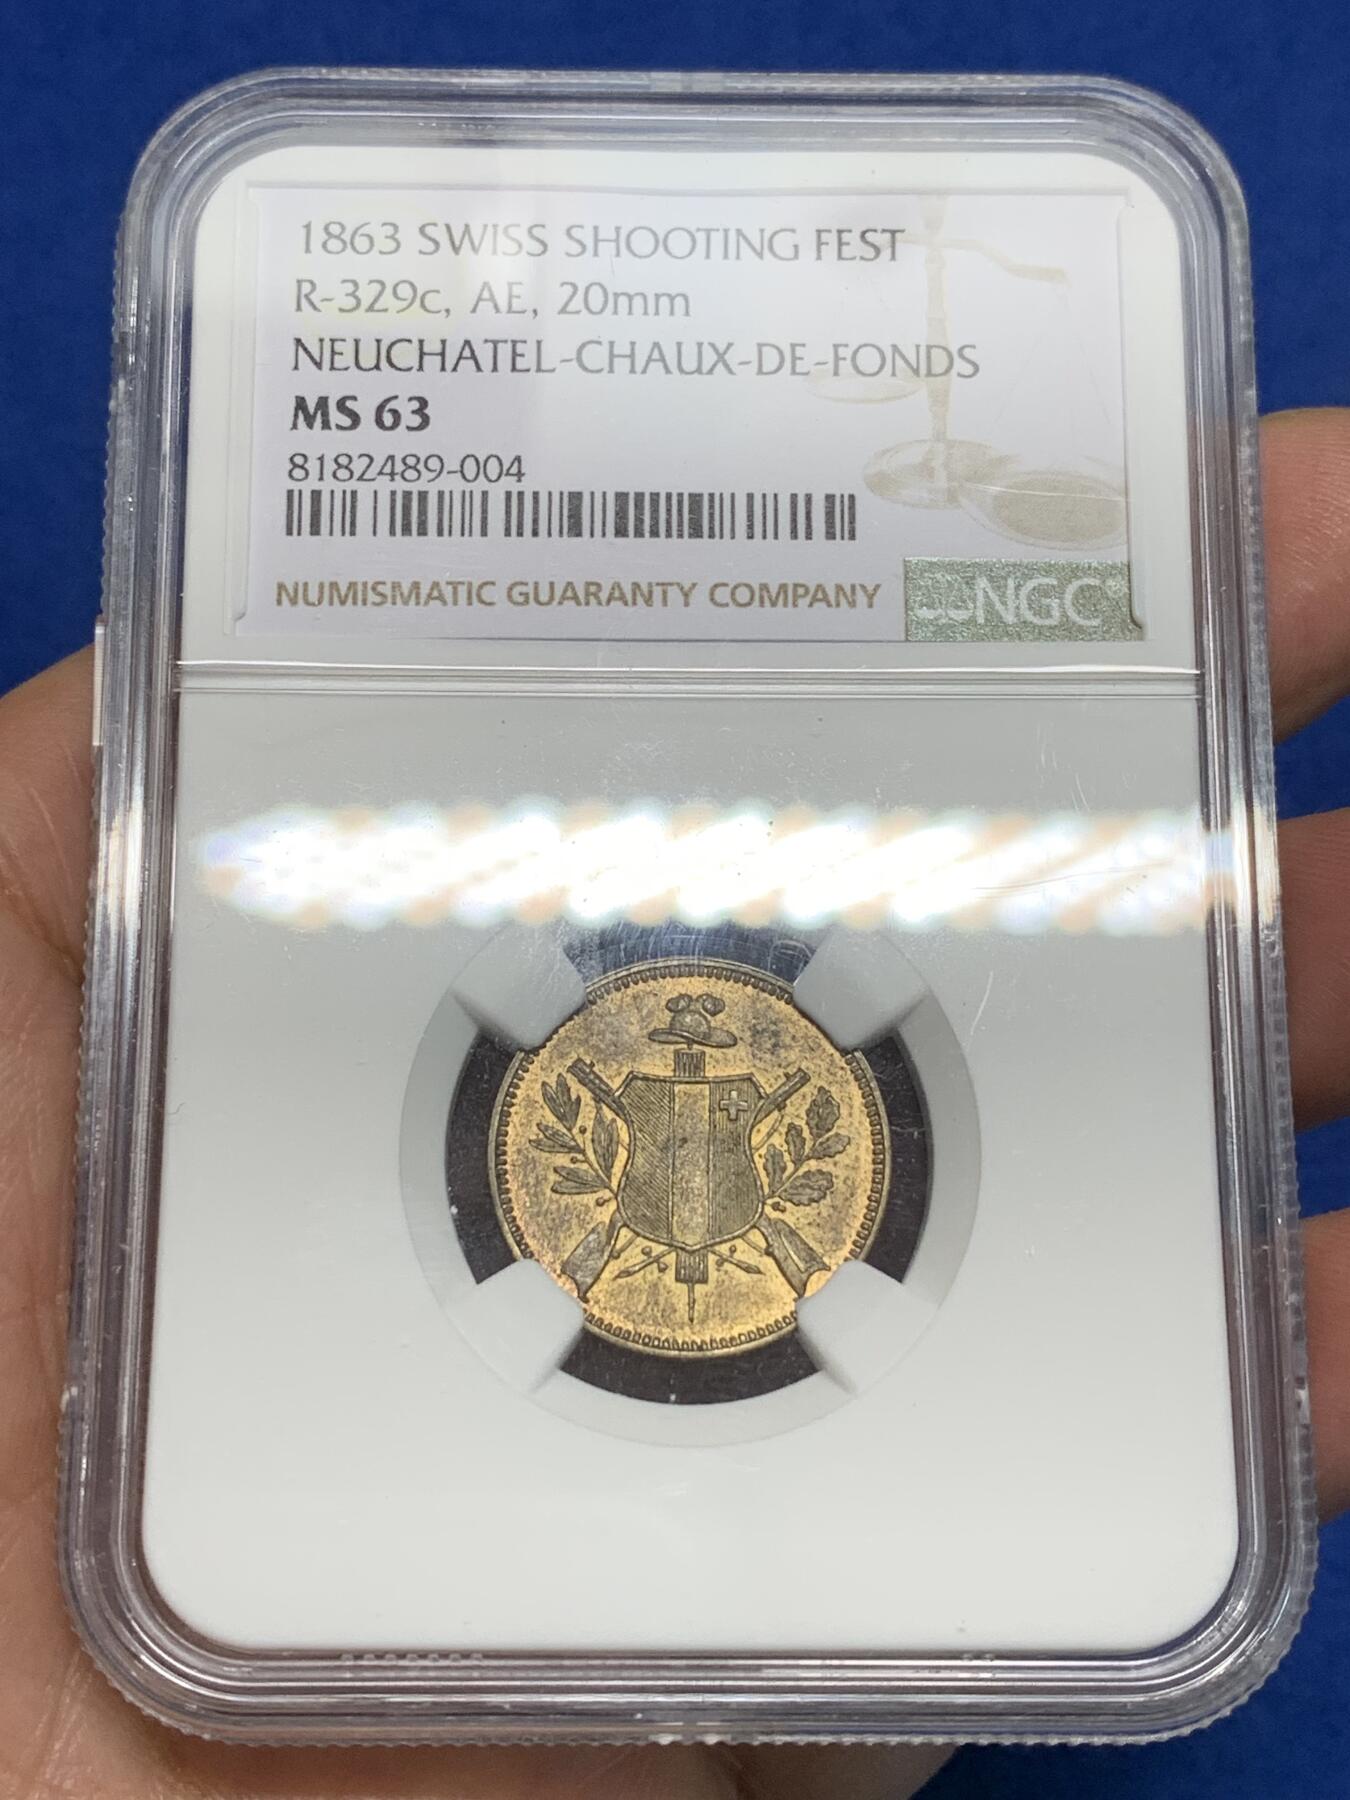 1863 SWISS SHOOTING FEST
R-329c, AE, 20mm
NEUCHATEL-CHAUX-DE-FONDS
MS 63
8182489-004
NUMISMATIC GUARANTY COMPANY
NGC